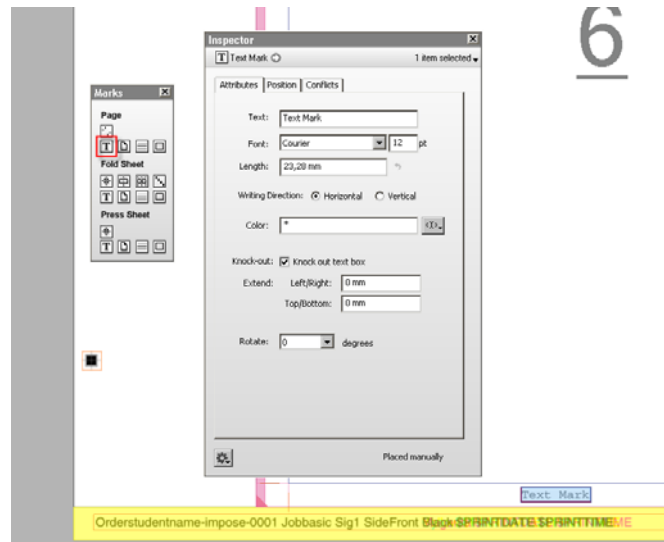 6
Inspector
Text Mark
1 item selected
Marks
Page
Fold Sheet
Press Sheet
Attributes
Position
Conflicts
Text: Text Mark
Font: Courier 12 pt
Length: 23,28 mm
Writing Direction: Horizontal Vertical
Color: *
Knock-out: Knock out text box
Extend: Left/Right: 0 mm
Top/Bottom: 0 mm
Rotate: 0 degrees
Placed manually
Text Mark
Orderstudentname-impose-0001 Jobbasic Sig1 SideFront